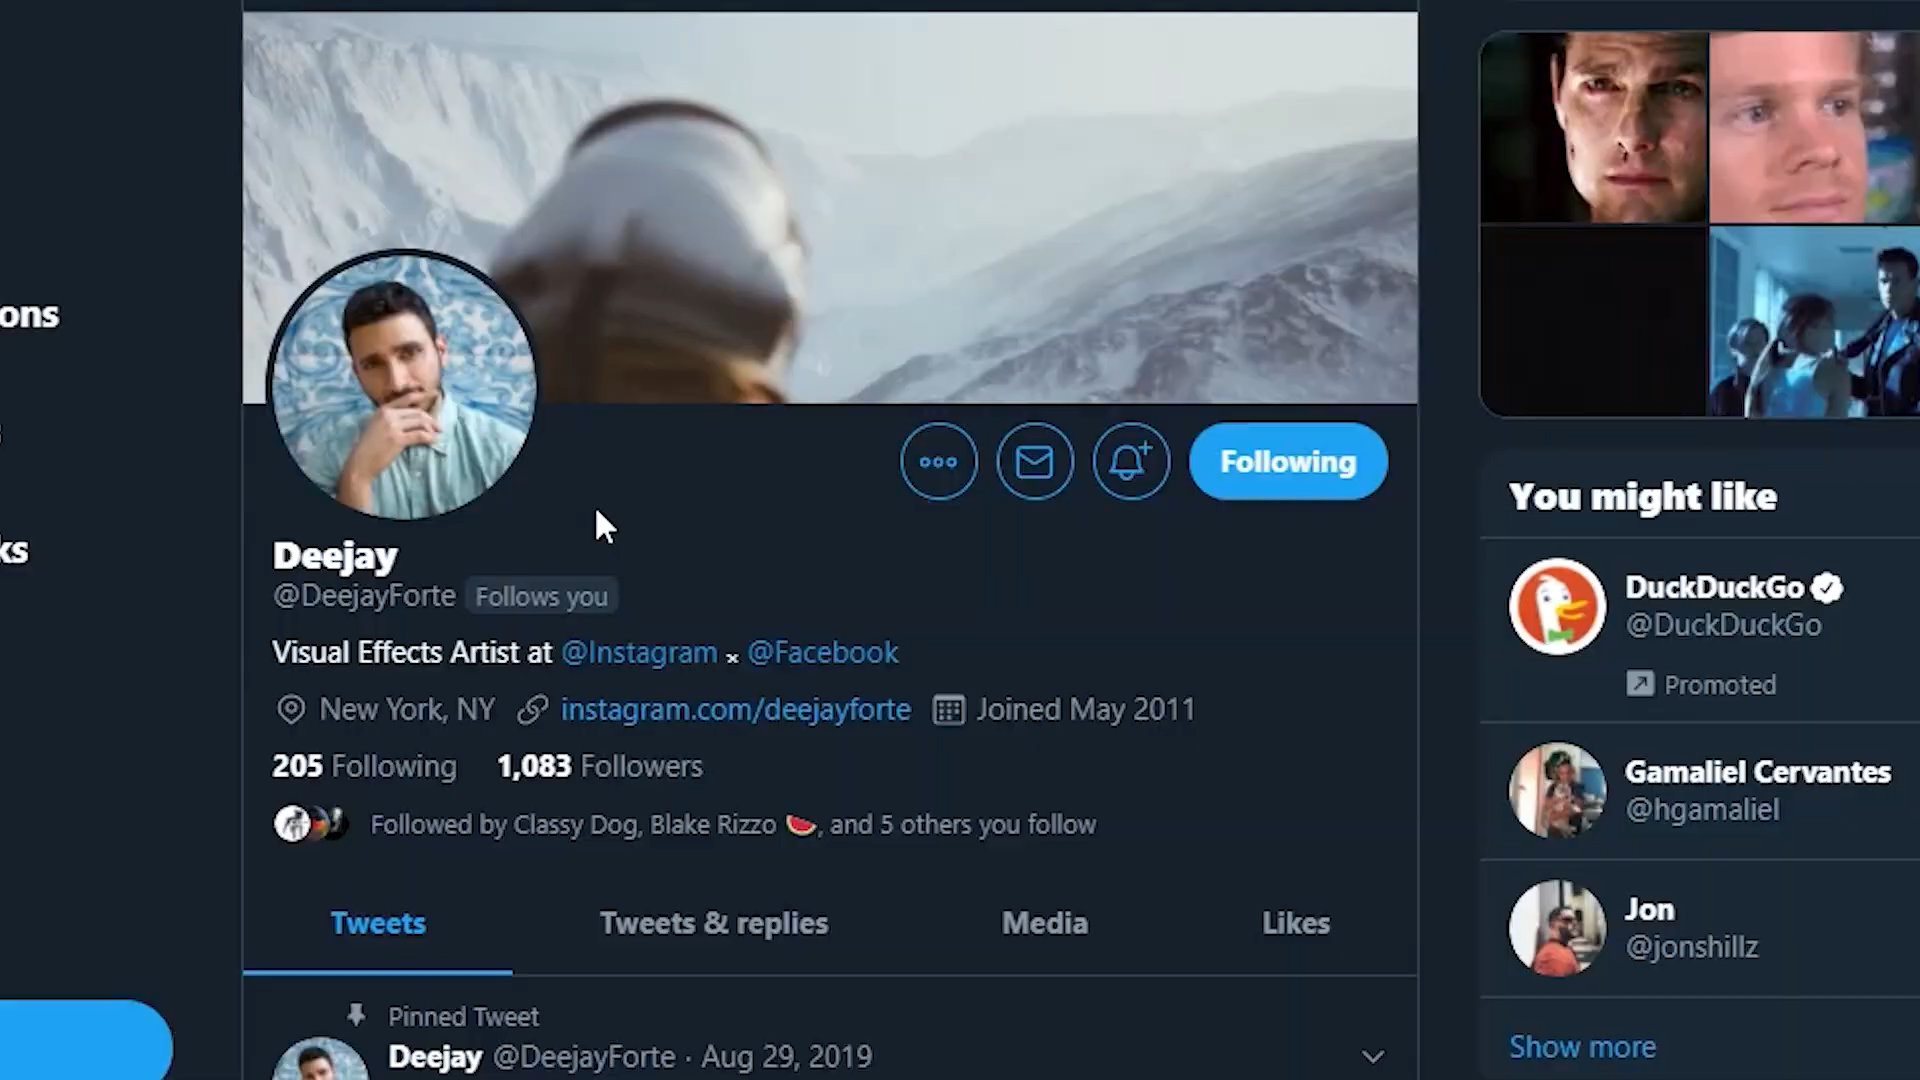 ons
ks
Following
Deejay
@DeejayForte Follows you
Visual Effects Artist at @Instagram × @Facebook
New York, NY instagram.com/deejayforte Joined May 2011
205 Following 1,083 Followers
Followed by Classy Dog, Blake Rizzo 🍉, and 5 others you follow
Tweets Tweets & replies Media Likes
Pinned Tweet
Deejay @DeejayForte · Aug 29, 2019
You might like
DuckDuckGo
@DuckDuckGo
Promoted
Gamaliel Cervantes
@hgamaliel
Jon
@jonshillz
Show more